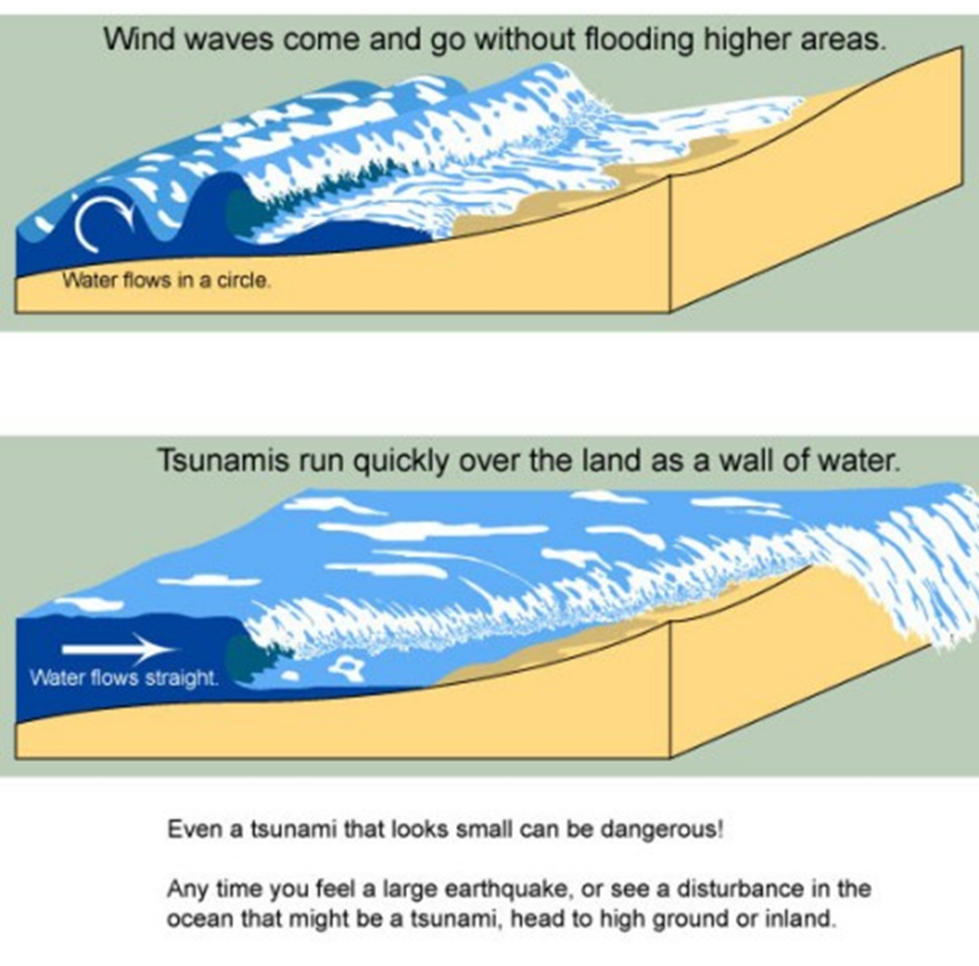 Wind waves come and go without flooding higher areas.
Water flows in a circle.
Tsunamis run quickly over the land as a wall of water.
Water flows straight.
Even a tsunami that looks small can be dangerous!
Any time you feel a large earthquake, or see a disturbance in the
ocean that might be a tsunami, head to high ground or inland.